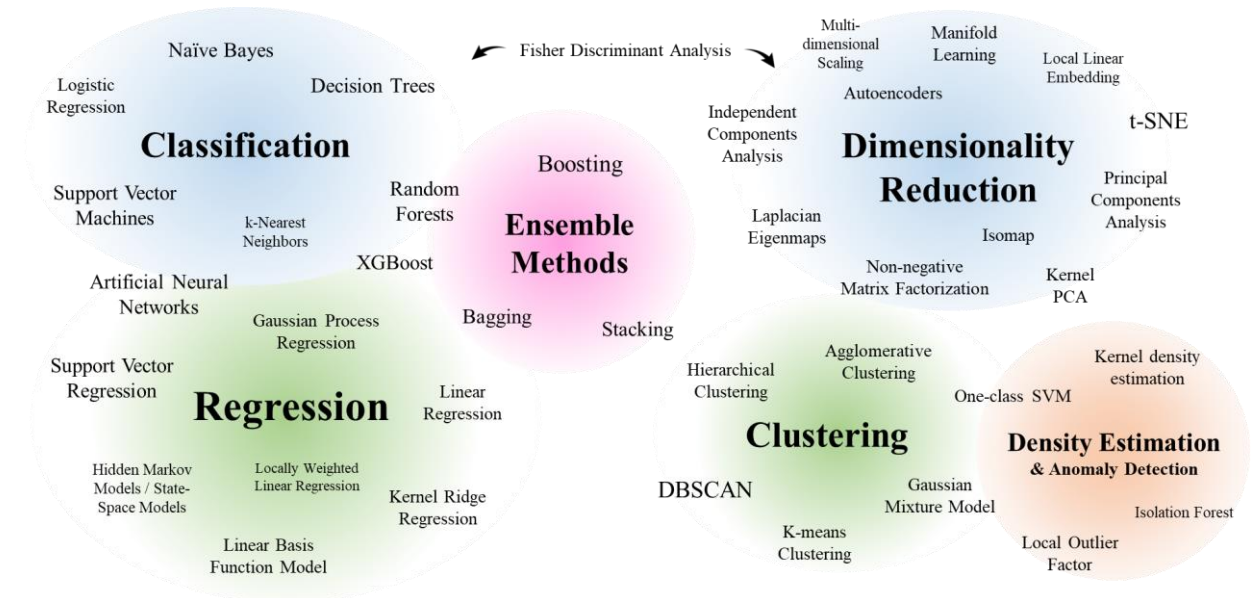 Naïve Bayes
Logistic
Regression
Decision Trees
Classification
Support Vector
Machines
k-Nearest
Neighbors
Random
Forests
XGBoost
Artificial Neural
Networks
Fisher Discriminant Analysis
Boosting
Ensemble
Methods
Bagging
Stacking
Multi-
dimensional
Scaling
Manifold
Learning
Local Linear
Embedding
Autoencoders
Independent
Components
Analysis
t-SNE
Dimensionality
Reduction
Principal
Components
Analysis
Laplacian
Eigenmaps
Isomap
Non-negative
Matrix Factorization
Kernel
PCA
Gaussian Process
Regression
Support Vector
Regression
Linear
Regression
Regression
Hidden Markov
Models / State-
Space Models
Locally Weighted
Linear Regression
Kernel Ridge
Regression
Linear Basis
Function Model
Hierarchical
Clustering
Agglomerative
Clustering
One-class SVM
Clustering
DBSCAN
Gaussian
Mixture Model
K-means
Clustering
Kernel density
estimation
Density Estimation
& Anomaly Detection
Isolation Forest
Local Outlier
Factor